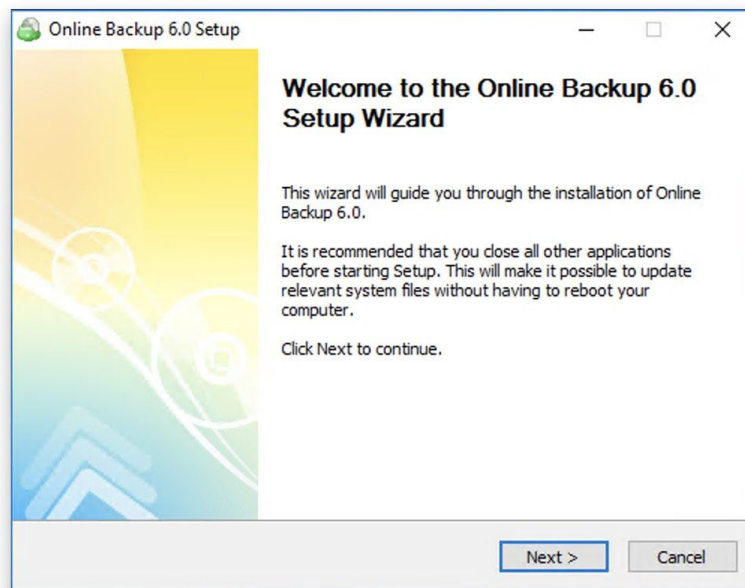 Online Backup 6.0 Setup
Welcome to the Online Backup 6.0
Setup Wizard
This wizard will guide you through the installation of Online
Backup 6.0.
It is recommended that you close all other applications
before starting Setup. This will make it possible to update
relevant system files without having to reboot your
computer.
Click Next to continue.
Next >
Cancel